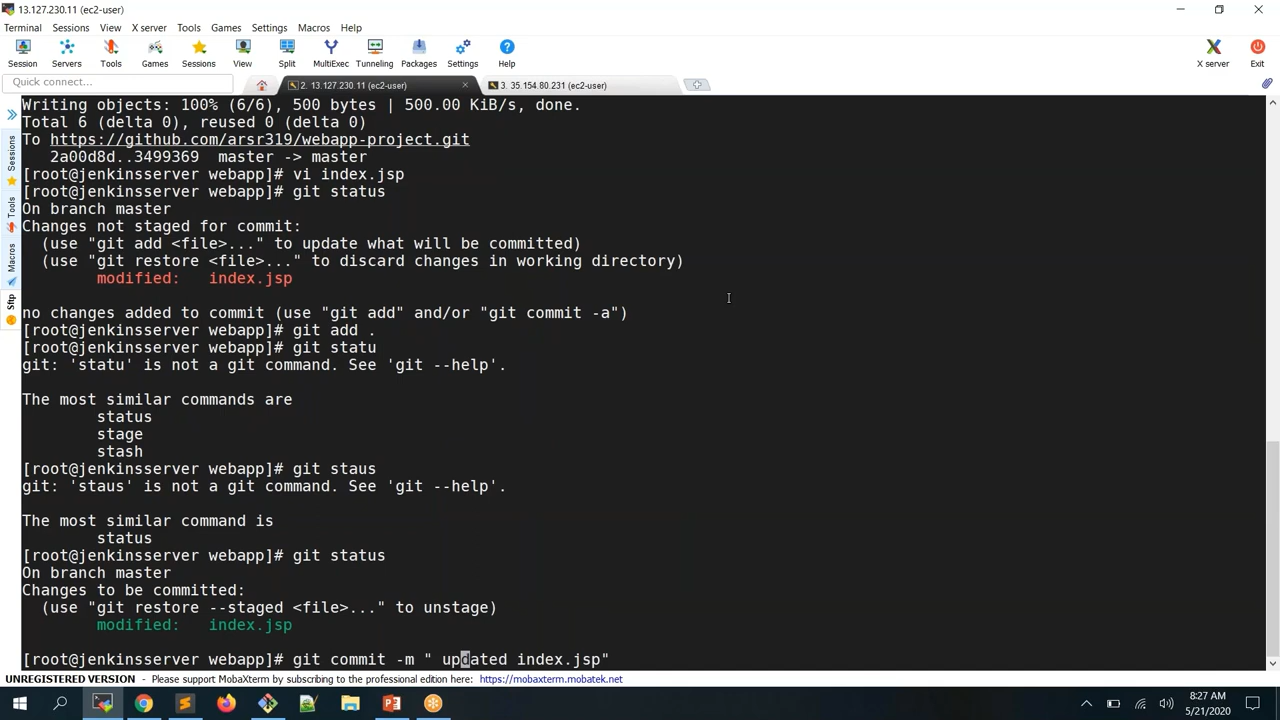 13.127.230.11 (ec2-user)
Terminal Sessions View X server Tools Games Settings Macros Help
Session Servers Tools Games Sessions View Split MultiExec Tunneling Packages Settings Help X server Exit
Quick connect...
2. 13.127.230.11 (ec2-user)
3. 35.154.80.231 (ec2-user)
Sessions
Tools
Macros
Sftp
Writing objects: 100% (6/6), 500 bytes | 500.00 KiB/s, done.
Total 6 (delta 0), reused 0 (delta 0)
To https://github.com/arsr319/webapp-project.git
2a00d8d..3499369 master -> master
[root@jenkinsserver webapp]# vi index.jsp
[root@jenkinsserver webapp]# git status
On branch master
Changes not staged for commit:
(use "git add <file>..." to update what will be committed)
(use "git restore <file>..." to discard changes in working directory)
modified: index.jsp
no changes added to commit (use "git add" and/or "git commit -a")
[root@jenkinsserver webapp]# git add .
[root@jenkinsserver webapp]# git statu
git: 'statu' is not a git command. See 'git --help'.
The most similar commands are
status
stage
stash
[root@jenkinsserver webapp]# git staus
git: 'staus' is not a git command. See 'git --help'.
The most similar command is
status
[root@jenkinsserver webapp]# git status
On branch master
Changes to be committed:
(use "git restore --staged <file>..." to unstage)
modified: index.jsp
[root@jenkinsserver webapp]# git commit -m " updated index.jsp"
UNREGISTERED VERSION - Please support MobaXterm by subscribing to the professional edition here: https://mobaxterm.mobatek.net
8:27 AM
5/21/2020